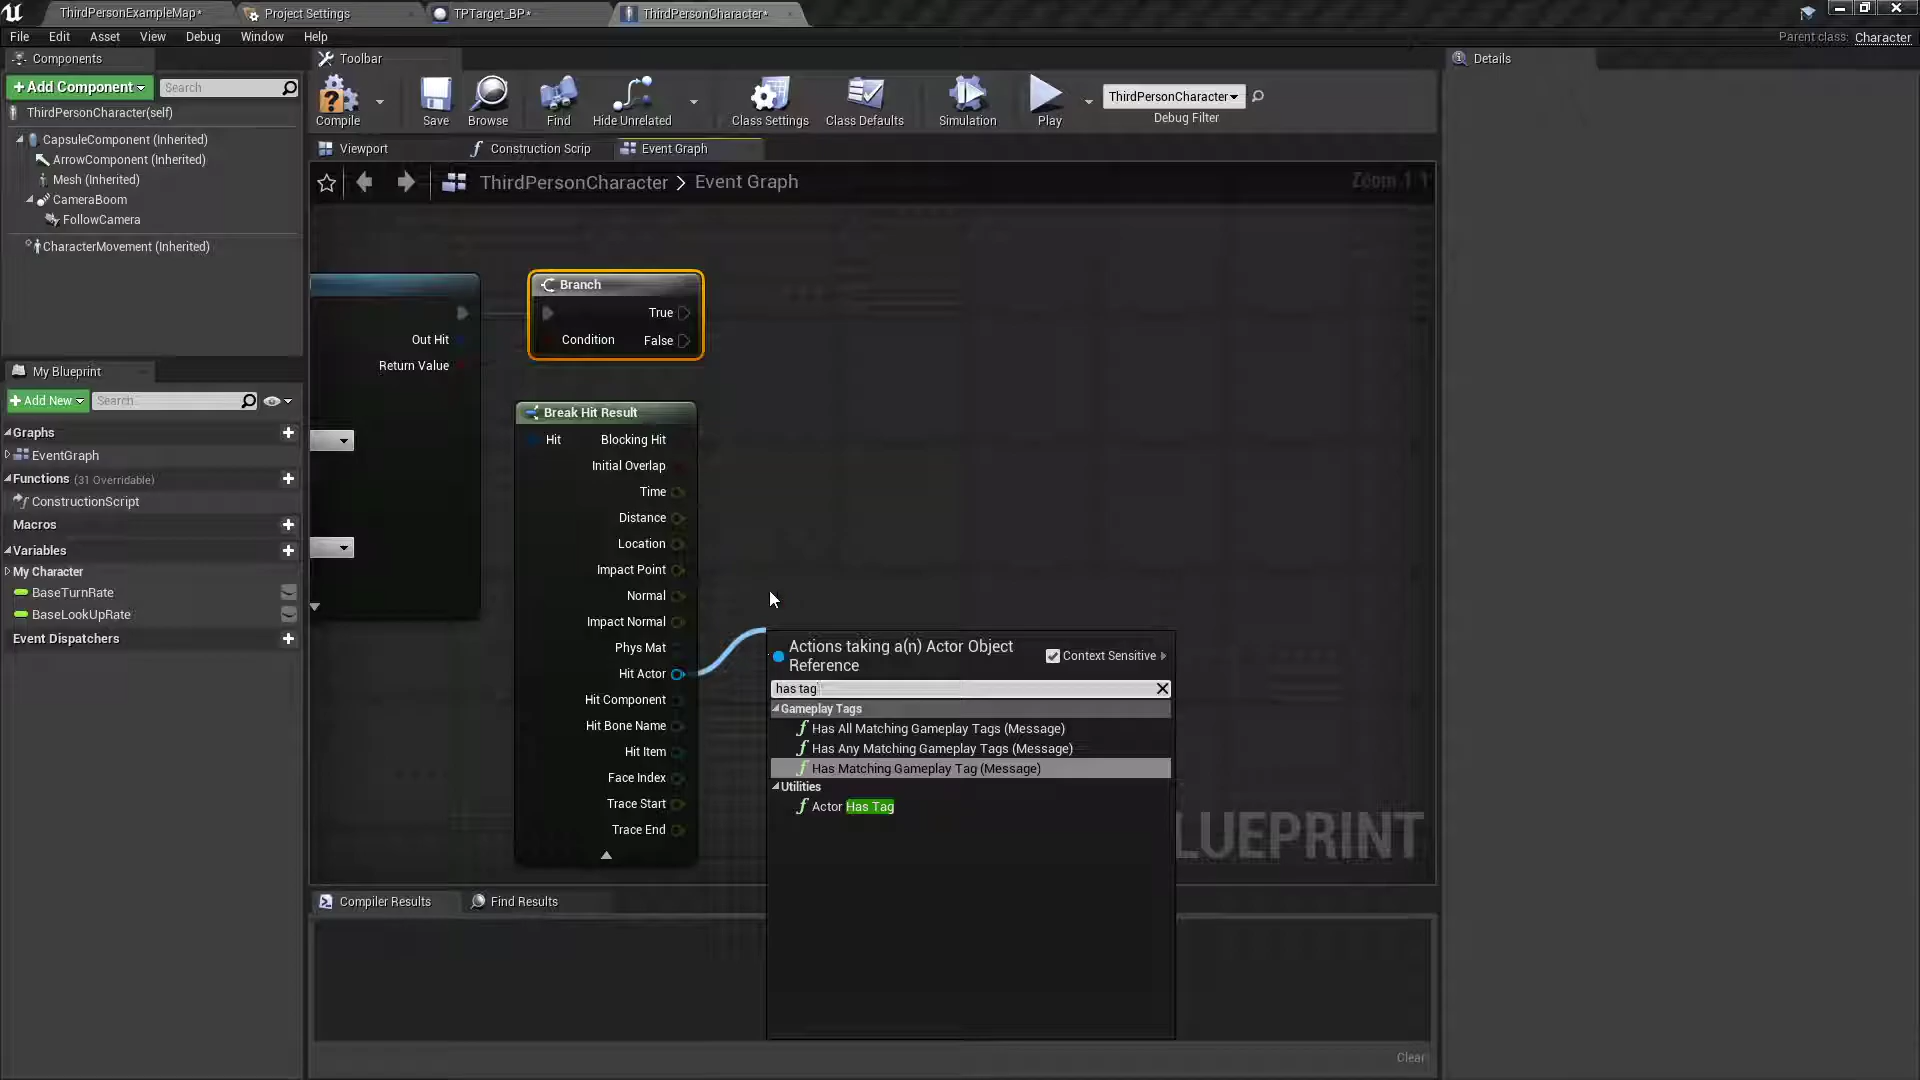 ThirdPersonExampleMap*
Project Settings
TPTarget_BP*
ThirdPersonCharacter*
File Edit Asset View Debug Window Help
Parent class: Character
Components
Toolbar
+Add Component
Search
ThirdPersonCharacter(self)
CapsuleComponent (Inherited)
ArrowComponent (Inherited)
Mesh (Inherited)
CameraBoom
FollowCamera
CharacterMovement (Inherited)
Compile
Save
Browse
Find
Hide Unrelated
Class Settings
Class Defaults
Simulation
Play
ThirdPersonCharacter
Debug Filter
Details
Viewport
Construction Scrip
Event Graph
ThirdPersonCharacter > Event Graph
Zoom 1:1
Out Hit
Return Value
Branch
True
Condition
False
Break Hit Result
Hit
Blocking Hit
Initial Overlap
Time
Distance
Location
Impact Point
Normal
Impact Normal
Phys Mat
Hit Actor
Hit Component
Hit Bone Name
Hit Item
Face Index
Trace Start
Trace End
Actions taking a(n) Actor Object
Reference
Context Sensitive
has tag
Gameplay Tags
Has All Matching Gameplay Tags (Message)
Has Any Matching Gameplay Tags (Message)
Has Matching Gameplay Tag (Message)
Utilities
Actor Has Tag
LUEPRINT
My Blueprint
+Add New
Search
Graphs
EventGraph
Functions (31 Overridable)
ConstructionScript
Macros
Variables
My Character
BaseTurnRate
BaseLookUpRate
Event Dispatchers
Compiler Results
Find Results
Clear